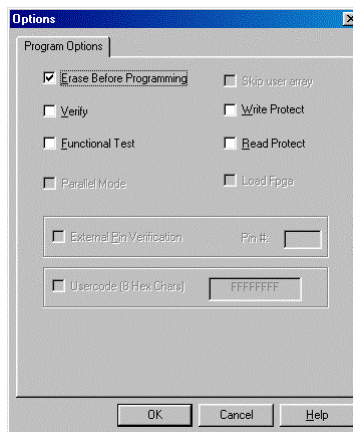 Options
Program Options
Erase Before Programming
Skip user array
Verify
Write Protect
Functional Test
Read Protect
Parallel Mode
Load Fpga
External Pin Verification Pin #:
Usercode (8 Hex Chars) FFFFFFFF
OK Cancel Help